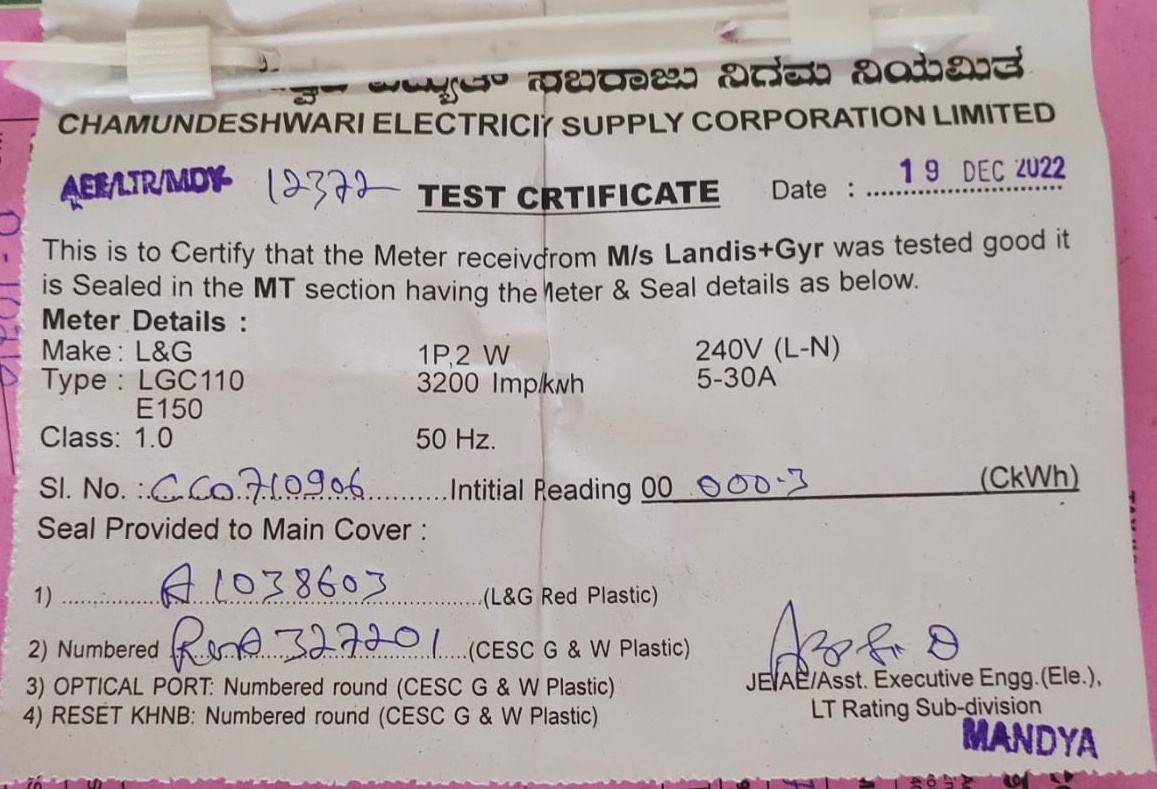 ವಿದ್ಯುತ್ ಸರಬರಾಜು ನಿಗಮ ನಿಯಮಿತ
CHAMUNDESHWARI ELECTRICIY SUPPLY CORPORATION LIMITED
AEE/LTR/MDY 12372 TEST CRTIFICATE Date : 19 DEC 2022
This is to Certify that the Meter receivdfrom M/s Landis+Gyr was tested good it
is Sealed in the MT section having the Meter & Seal details as below.
Meter Details :
Make : L&G 1P,2 W 240V (L-N)
Type : LGC110 3200 Imp/kwh 5-30A
E150
Class: 1.0 50 Hz.
Sl. No. : CC0710906 Intitial Reading 00 000.3 (CkWh)
Seal Provided to Main Cover :
1) A1038603 (L&G Red Plastic)
2) Numbered 327201 (CESC G & W Plastic)
3) OPTICAL PORT: Numbered round (CESC G & W Plastic)
4) RESET KHNB: Numbered round (CESC G & W Plastic)
JE/AE/Asst. Executive Engg.(Ele.),
LT Rating Sub-division
MANDYA